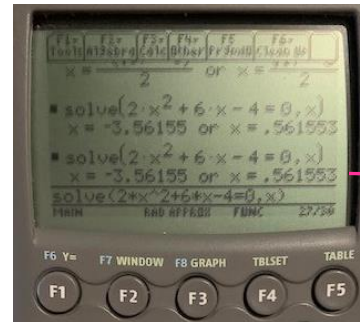 F1▾ F2▾ F3▾ F4▾ F5 F6▾
Tools Algebra Calc Other PrgmIO Clean Up
x = 2 or x = 2
▪ solve(2·x² + 6·x - 4 = 0, x)
x = -3.56155 or x = .561553
▪ solve(2·x² + 6·x - 4 = 0, x)
x = -3.56155 or x = .561553
solve(2*x^2+6*x-4=0,x)
MAIN RAD APPROX FUNC 27/30
F6 Y= F7 WINDOW F8 GRAPH TBLSET TABLE
F1 F2 F3 F4 F5